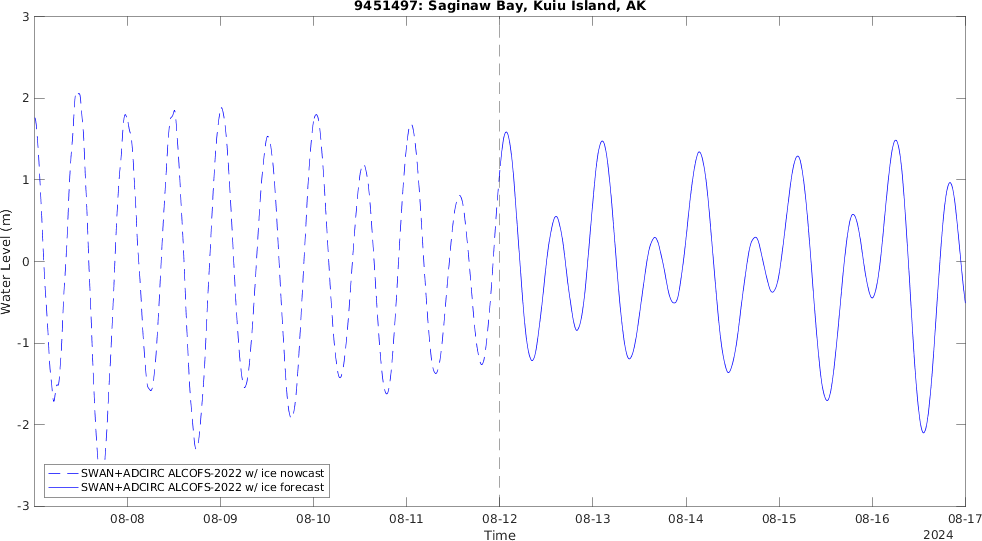 9451497: Saginaw Bay, Kuiu Island, AK
3
2
1
0
-1
-2
-3
Water Level (m)
SWAN+ADCIRC ALCOFS-2022 w/ ice nowcast
SWAN+ADCIRC ALCOFS-2022 w/ ice forecast
08-08 08-09 08-10 08-11 08-12 08-13 08-14 08-15 08-16 08-17
Time
2024